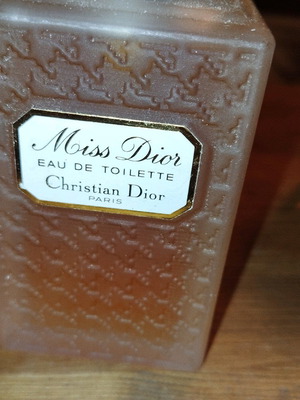 Miss Dior
EAU DE TOILETTE
Christian Dior
PARIS